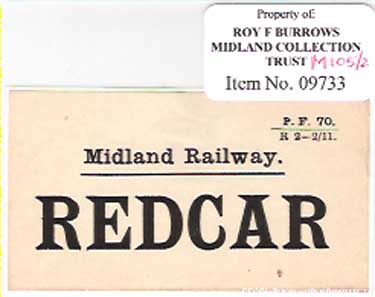 Property of:
ROY F BURROWS
MIDLAND COLLECTION
TRUST M105/2
Item No. 09733
P. F. 70.
R 2-2/11.
Midland Railway.
REDCAR